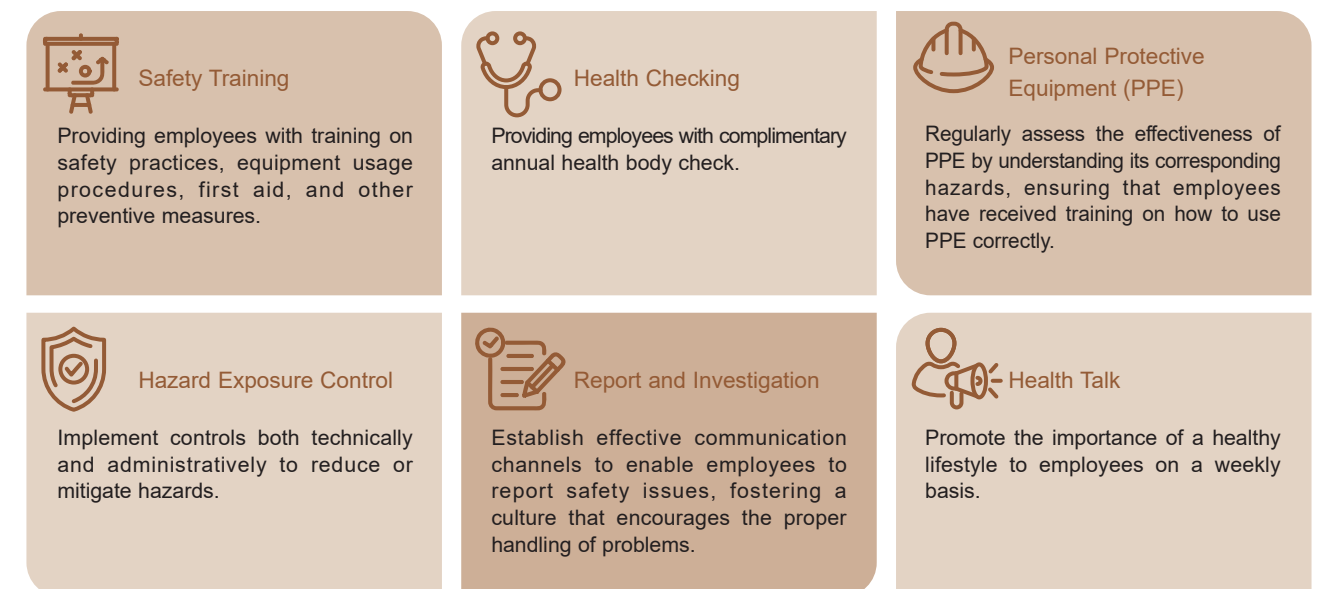 Safety Training
Providing employees with training on
safety practices, equipment usage
procedures, first aid, and other
preventive measures.
Health Checking
Providing employees with complimentary
annual health body check.
Personal Protective
Equipment (PPE)
Regularly assess the effectiveness of
PPE by understanding its corresponding
hazards, ensuring that employees
have received training on how to use
PPE correctly.
Hazard Exposure Control
Implement controls both technically
and administratively to reduce or
mitigate hazards.
Report and Investigation
Establish effective communication
channels to enable employees to
report safety issues, fostering a
culture that encourages the proper
handling of problems.
Health Talk
Promote the importance of a healthy
lifestyle to employees on a weekly
basis.